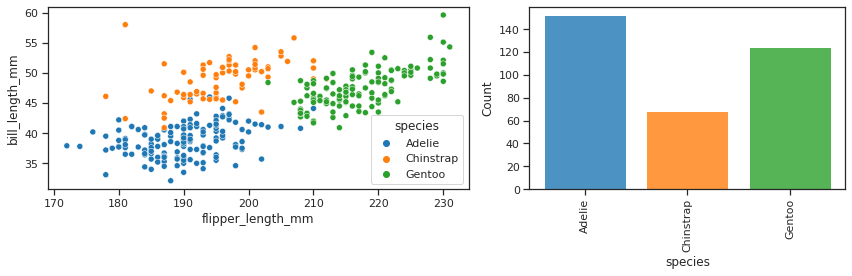 60
55
50
45
40
35
bill_length_mm
170 180 190 200 210 220 230
flipper_length_mm
species
Adelie
Chinstrap
Gentoo
140
120
100
80
60
40
20
0
Count
Adelie
Chinstrap
Gentoo
species